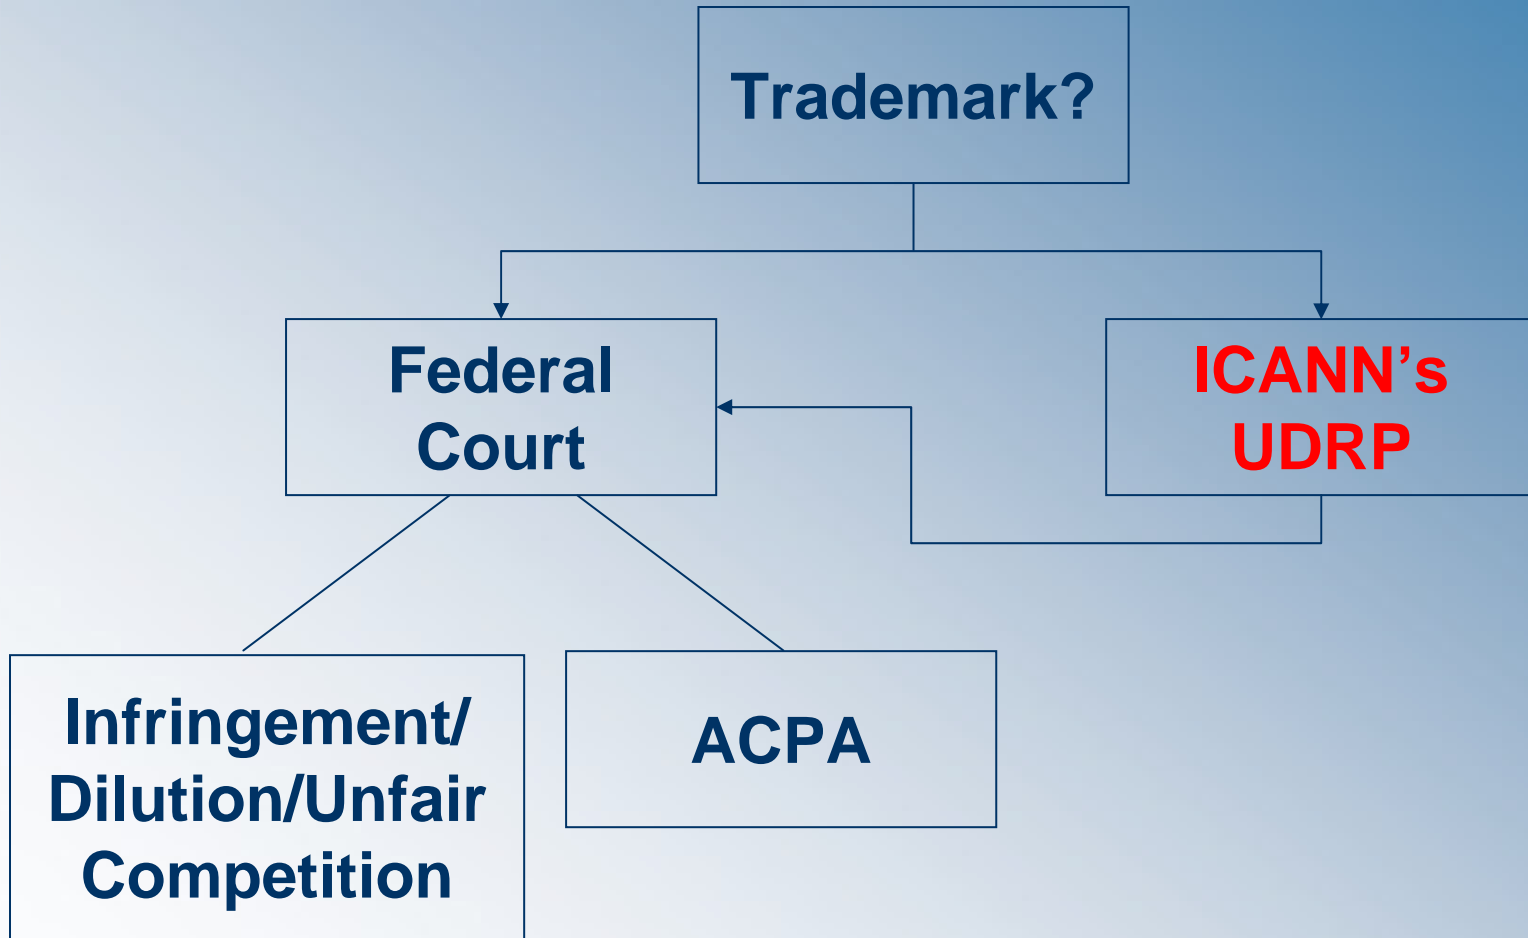 Trademark?
Federal
Court
ICANN’s
UDRP
Infringement/
Dilution/Unfair
Competition
ACPA